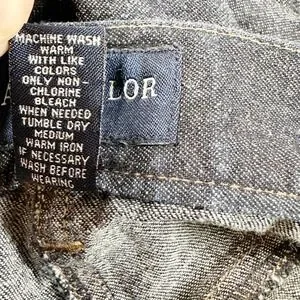 MACHINE WASH
WARM
WITH LIKE
COLORS
ONLY NON-
CHLORINE
BLEACH
WHEN NEEDED
TUMBLE DRY
MEDIUM
WARM IRON
IF NECESSARY
WASH BEFORE
WEARING
LOR